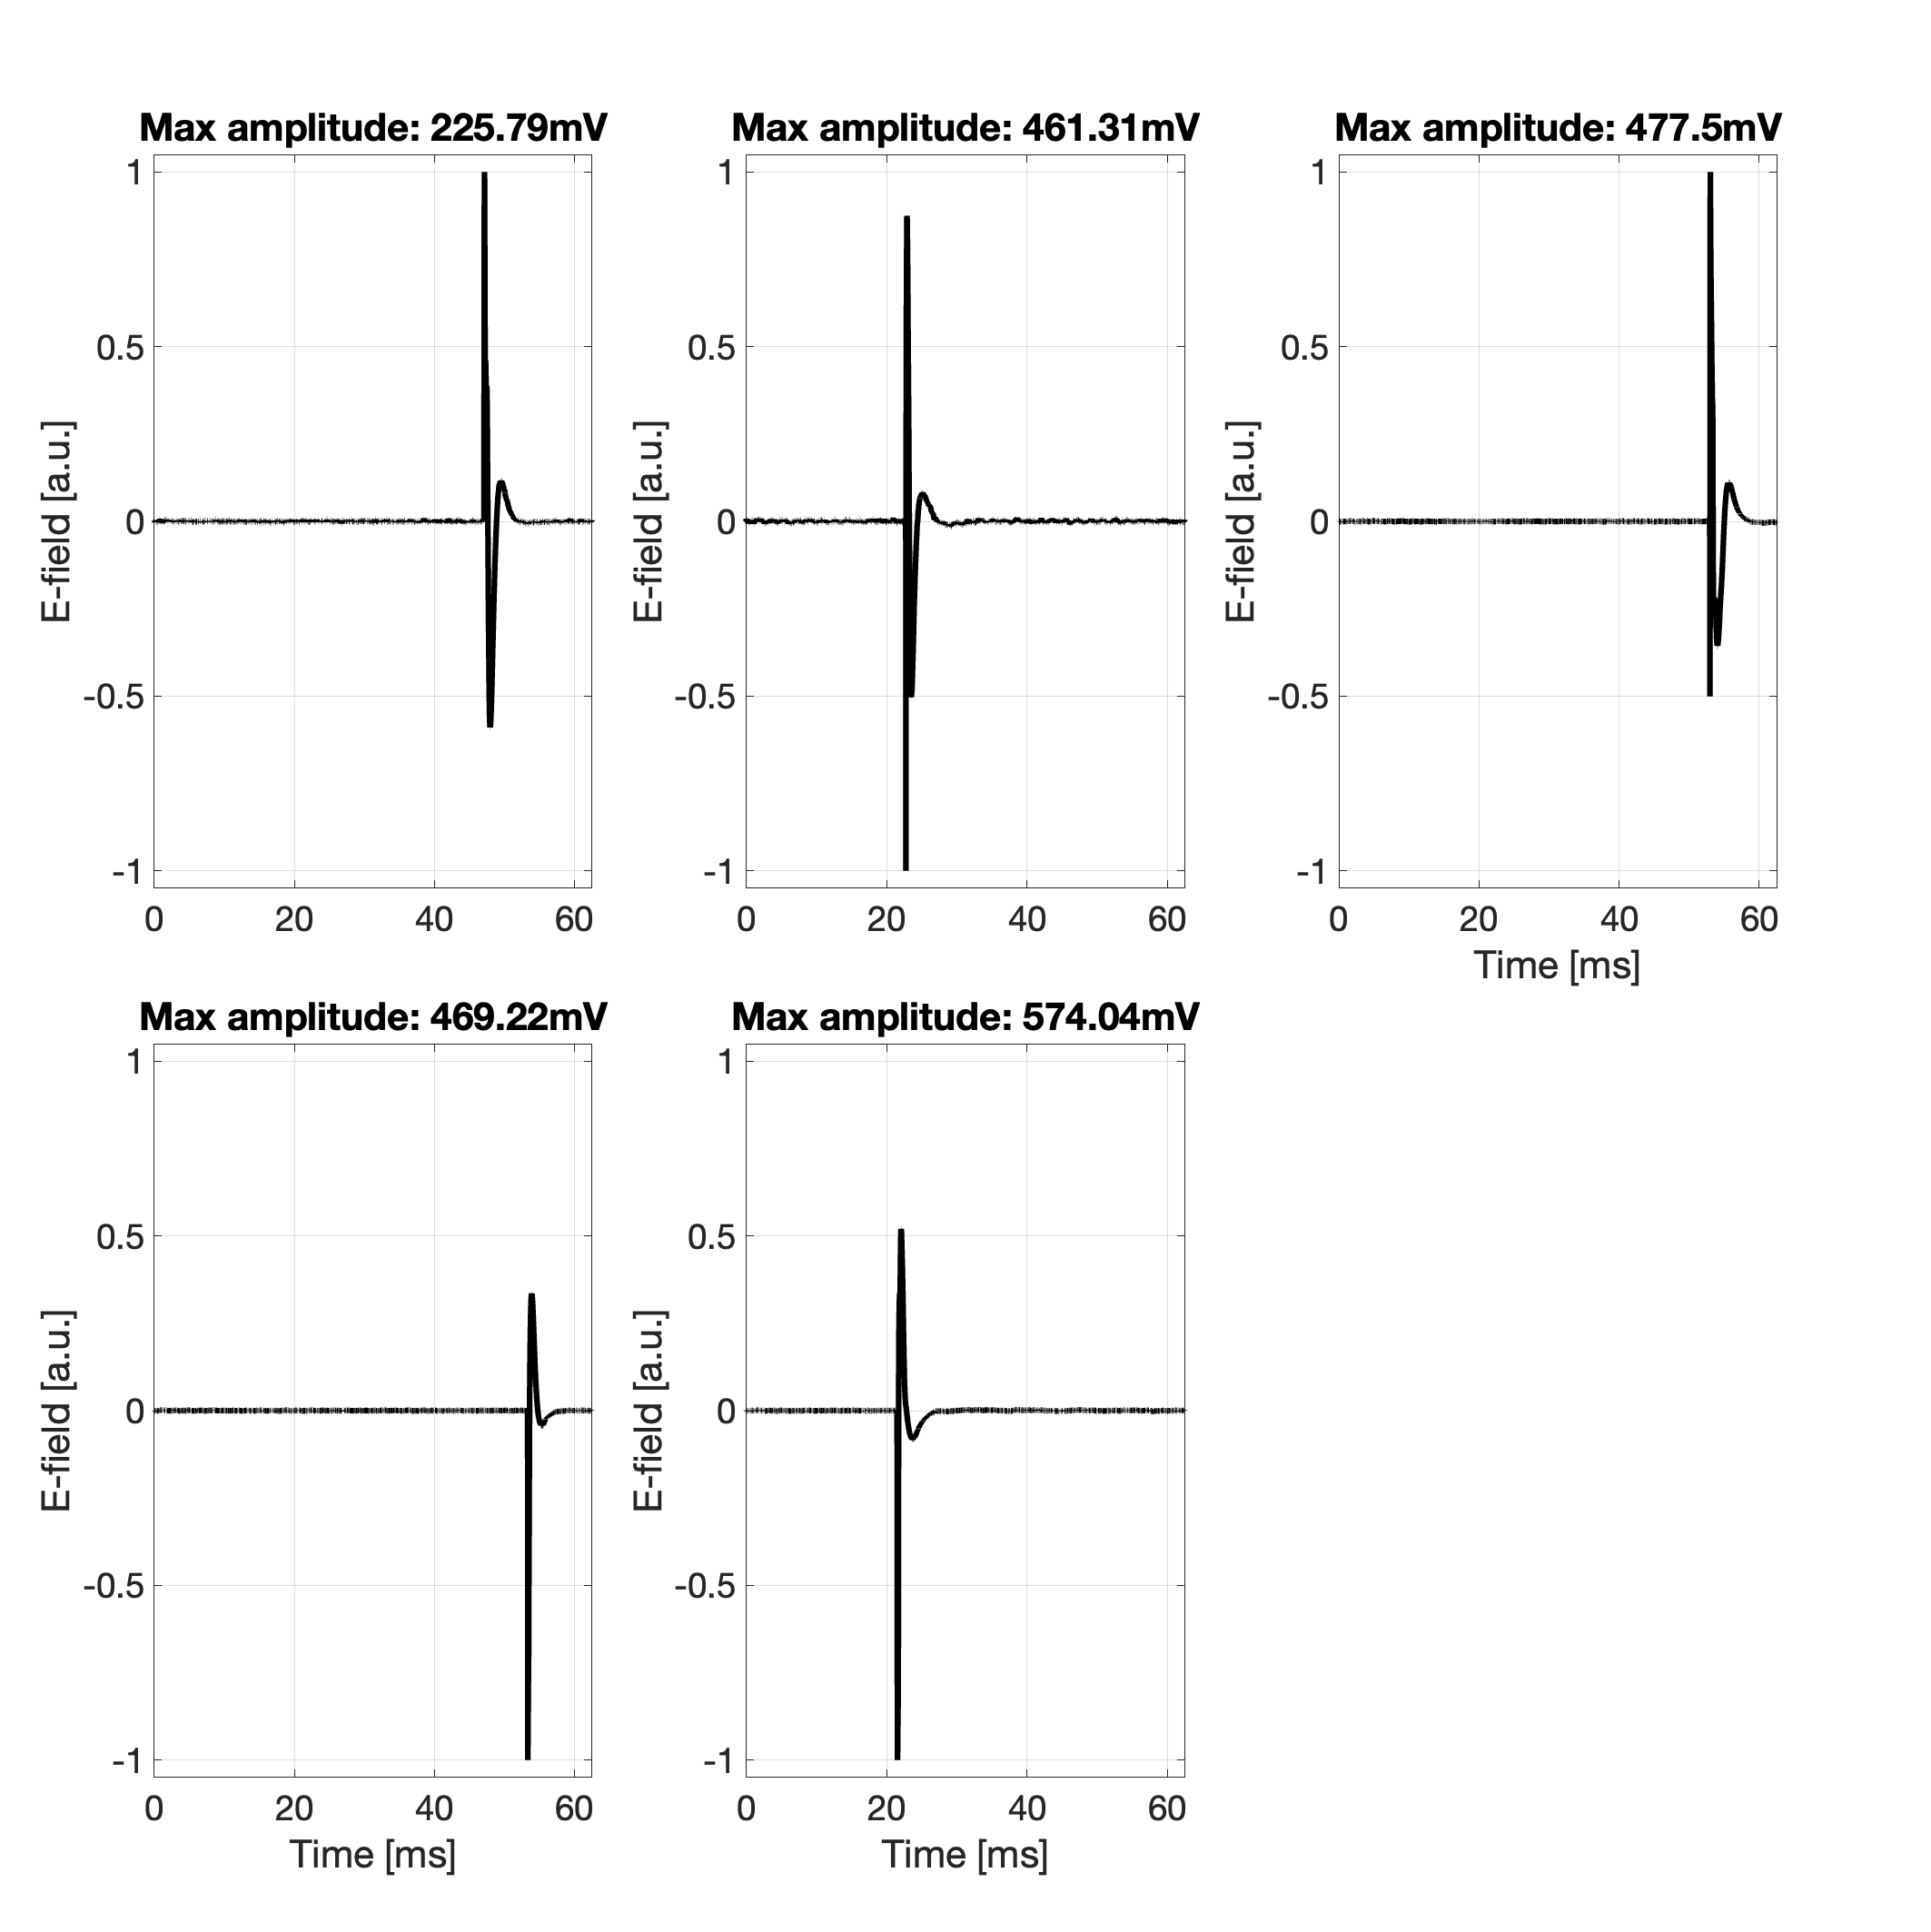 Max amplitude: 225.79mV
1
0.5
0
-0.5
-1
E-field [a.u.]
0 20 40 60
Max amplitude: 461.31mV
1
0.5
0
-0.5
-1
E-field [a.u.]
0 20 40 60
Max amplitude: 477.5mV
1
0.5
0
-0.5
-1
E-field [a.u.]
0 20 40 60
Time [ms]
Max amplitude: 469.22mV
1
0.5
0
-0.5
-1
E-field [a.u.]
0 20 40 60
Time [ms]
Max amplitude: 574.04mV
1
0.5
0
-0.5
-1
E-field [a.u.]
0 20 40 60
Time [ms]